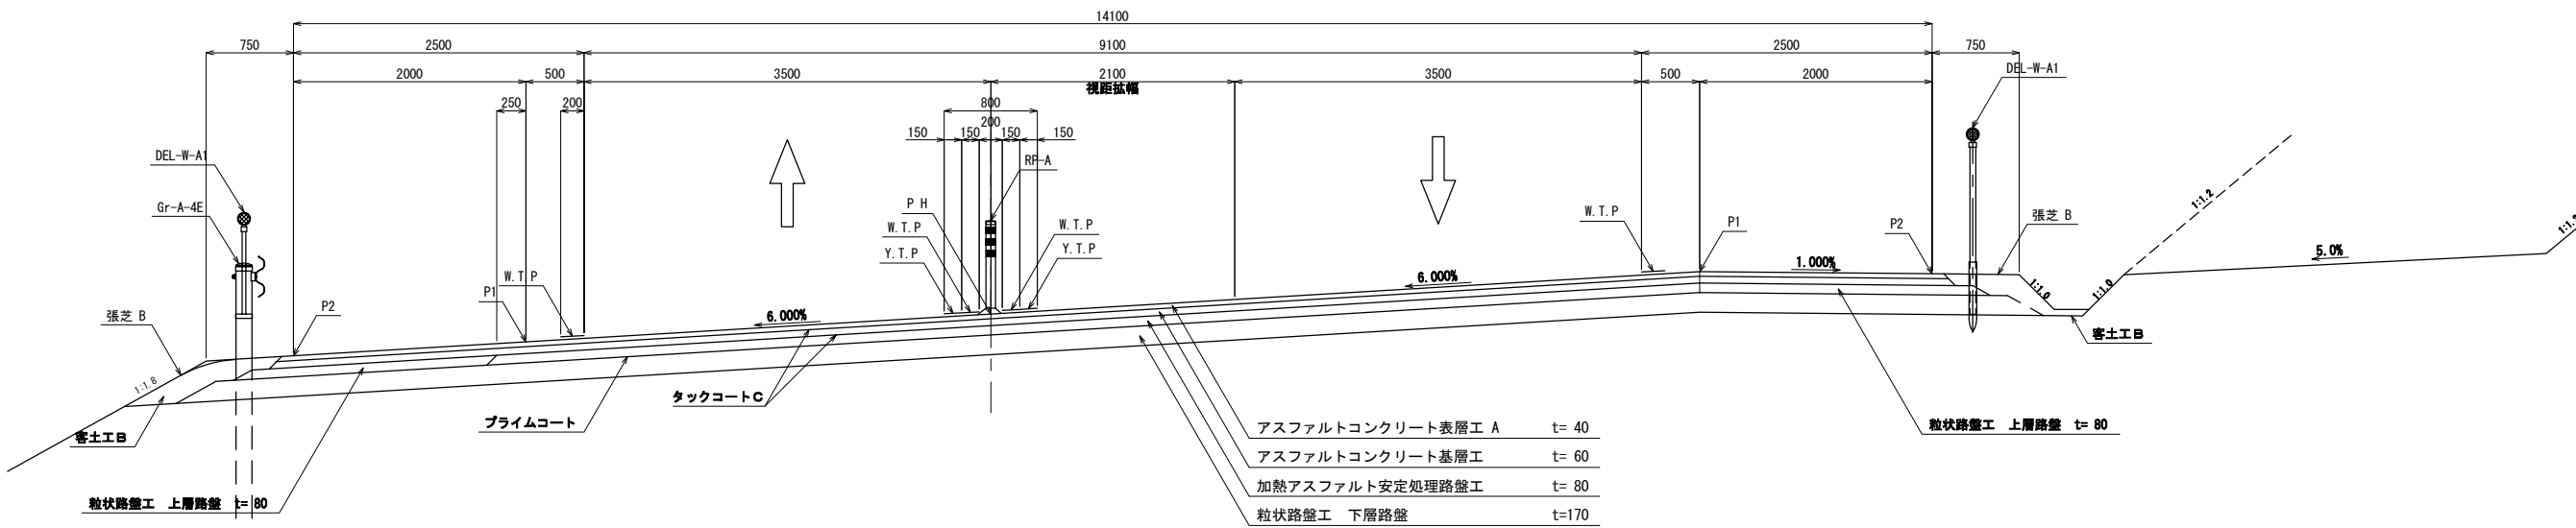 14100
750 2500 9100 2500 750
2000 500 3500 2100 3500 500 2000
視距拡幅
DEL-W-A1
250 200 800
200
150 150 150 150
DEL-W-A1
RP-A
Gr-A-4E
P H
W.T.P
Y.T.P
W.T.P
Y.T.P
W.T.P
P1
P2
張芝 B
1:1.2
1:1.2
5.0%
1.000%
6.000%
W.T.P
P1
P2
張芝 B
6.000%
1:1.0
1:1.0
客土工B
1:1.8
客土工B
タックコートC
プライムコート
アスファルトコンクリート表層工 A t= 40
アスファルトコンクリート基層工 t= 60
加熱アスファルト安定処理路盤工 t= 80
粒状路盤工 下層路盤 t=170
粒状路盤工 上層路盤 t= 80
粒状路盤工 上層路盤 t= 80